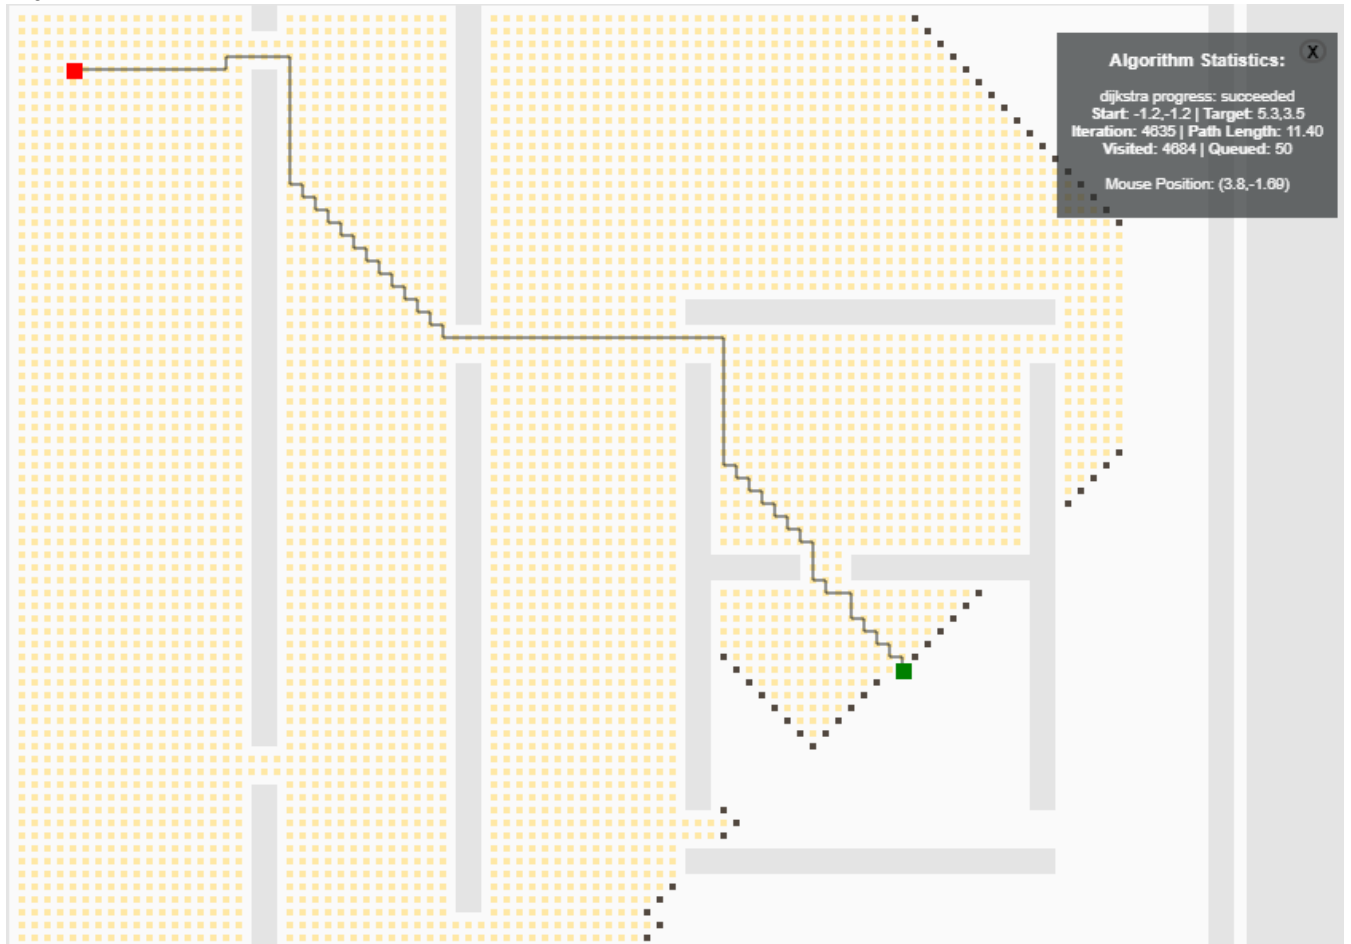 X
Algorithm Statistics:
dijkstra progress: succeeded
Start: -1.2,-1.2 | Target: 5.3,3.5
Iteration: 4635 | Path Length: 11.40
Visited: 4684 | Queued: 50
Mouse Position: (3.8,-1.69)